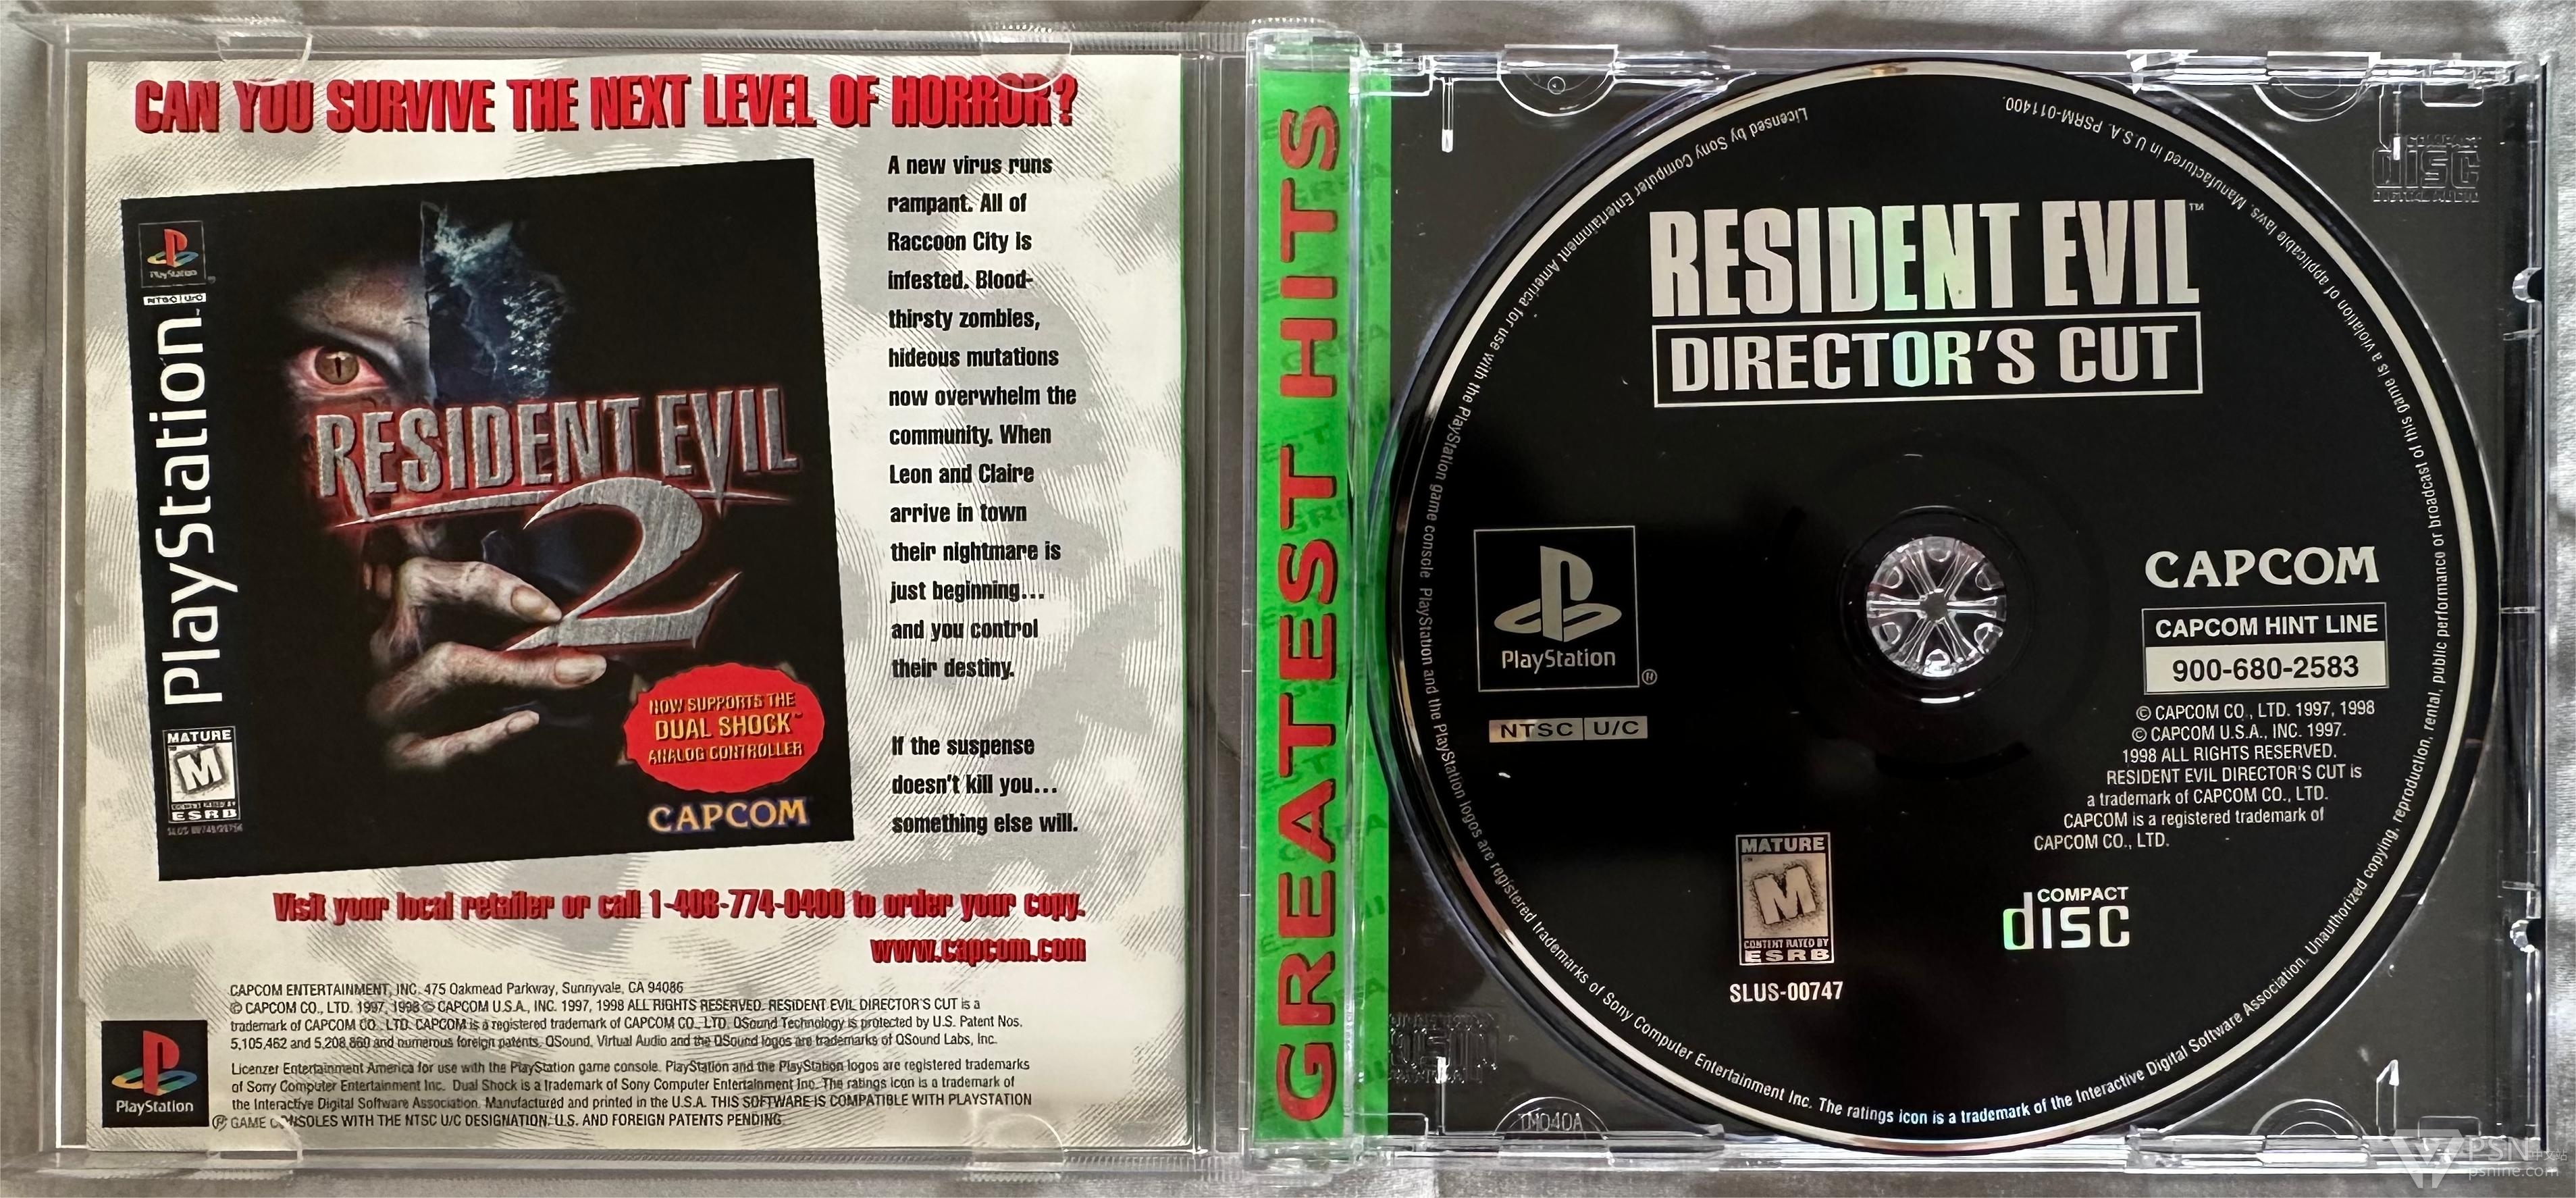 CAN YOU SURVIVE THE NEXT LEVEL OF HORROR?
PlayStation
NTSC U/C
PlayStation
RESIDENT EVIL
2
NOW SUPPORTS THE
DUAL SHOCK™
ANALOG CONTROLLER
CAPCOM
MATURE
M
CONTENT RATED BY
ESRB
A new virus runs
rampant. All of
Raccoon City is
infested. Blood-
thirsty zombies,
hideous mutations
now overwhelm the
community. When
Leon and Claire
arrive in town
their nightmare is
just beginning...
and you control
their destiny.
If the suspense
doesn't kill you...
something else will.
Visit your local retailer or call 1-408-774-0400 to order your copy.
www.capcom.com
CAPCOM ENTERTAINMENT, INC. 475 Oakmead Parkway, Sunnyvale, CA 94086
© CAPCOM CO., LTD. 1997, 1998 © CAPCOM U.S.A., INC. 1997, 1998 ALL RIGHTS RESERVED. RESIDENT EVIL DIRECTOR'S CUT is a
trademark of CAPCOM CO., LTD. CAPCOM is a registered trademark of CAPCOM CO., LTD. QSound Technology is protected by U.S. Patent Nos.
5,105,462 and 5,208,860 and numerous foreign patents. QSound, Virtual Audio and the QSound logos are trademarks of QSound Labs, Inc.
Licenzer Entertainment America for use with the PlayStation game console. PlayStation and the PlayStation logos are registered trademarks
of Sony Computer Entertainment Inc. Dual Shock is a trademark of Sony Computer Entertainment Inc. The ratings icon is a trademark of
the Interactive Digital Software Association. Manufactured and printed in the U.S.A. THIS SOFTWARE IS COMPATIBLE WITH PLAYSTATION
GAME CONSOLES WITH THE NTSC U/C DESIGNATION. U.S. AND FOREIGN PATENTS PENDING.
PlayStation
®
GREATEST HITS
RESIDENT EVIL™
DIRECTOR'S CUT
PlayStation
®
NTSC U/C
CAPCOM
CAPCOM HINT LINE
900-680-2583
© CAPCOM CO., LTD. 1997, 1998
© CAPCOM U.S.A., INC. 1997.
1998 ALL RIGHTS RESERVED.
RESIDENT EVIL DIRECTOR'S CUT is
a trademark of CAPCOM CO., LTD.
CAPCOM is a registered trademark of
CAPCOM CO., LTD.
MATURE
M
CONTENT RATED BY
ESRB
SLUS-00747
COMPACT
disc
Licensed by Sony Computer Entertainment America for use with the PlayStation game console. PlayStation and the PlayStation logos are registered trademarks of Sony Computer Entertainment Inc. The ratings icon is a trademark of the Interactive Digital Software Association. Unauthorized copying, reproduction, rental, public performance or broadcast of this game is a violation of applicable laws. Manufactured in U.S.A. PSRM-011400.
COMPACT
disc
DIGITAL AUDIO
1M040A
psnine.com